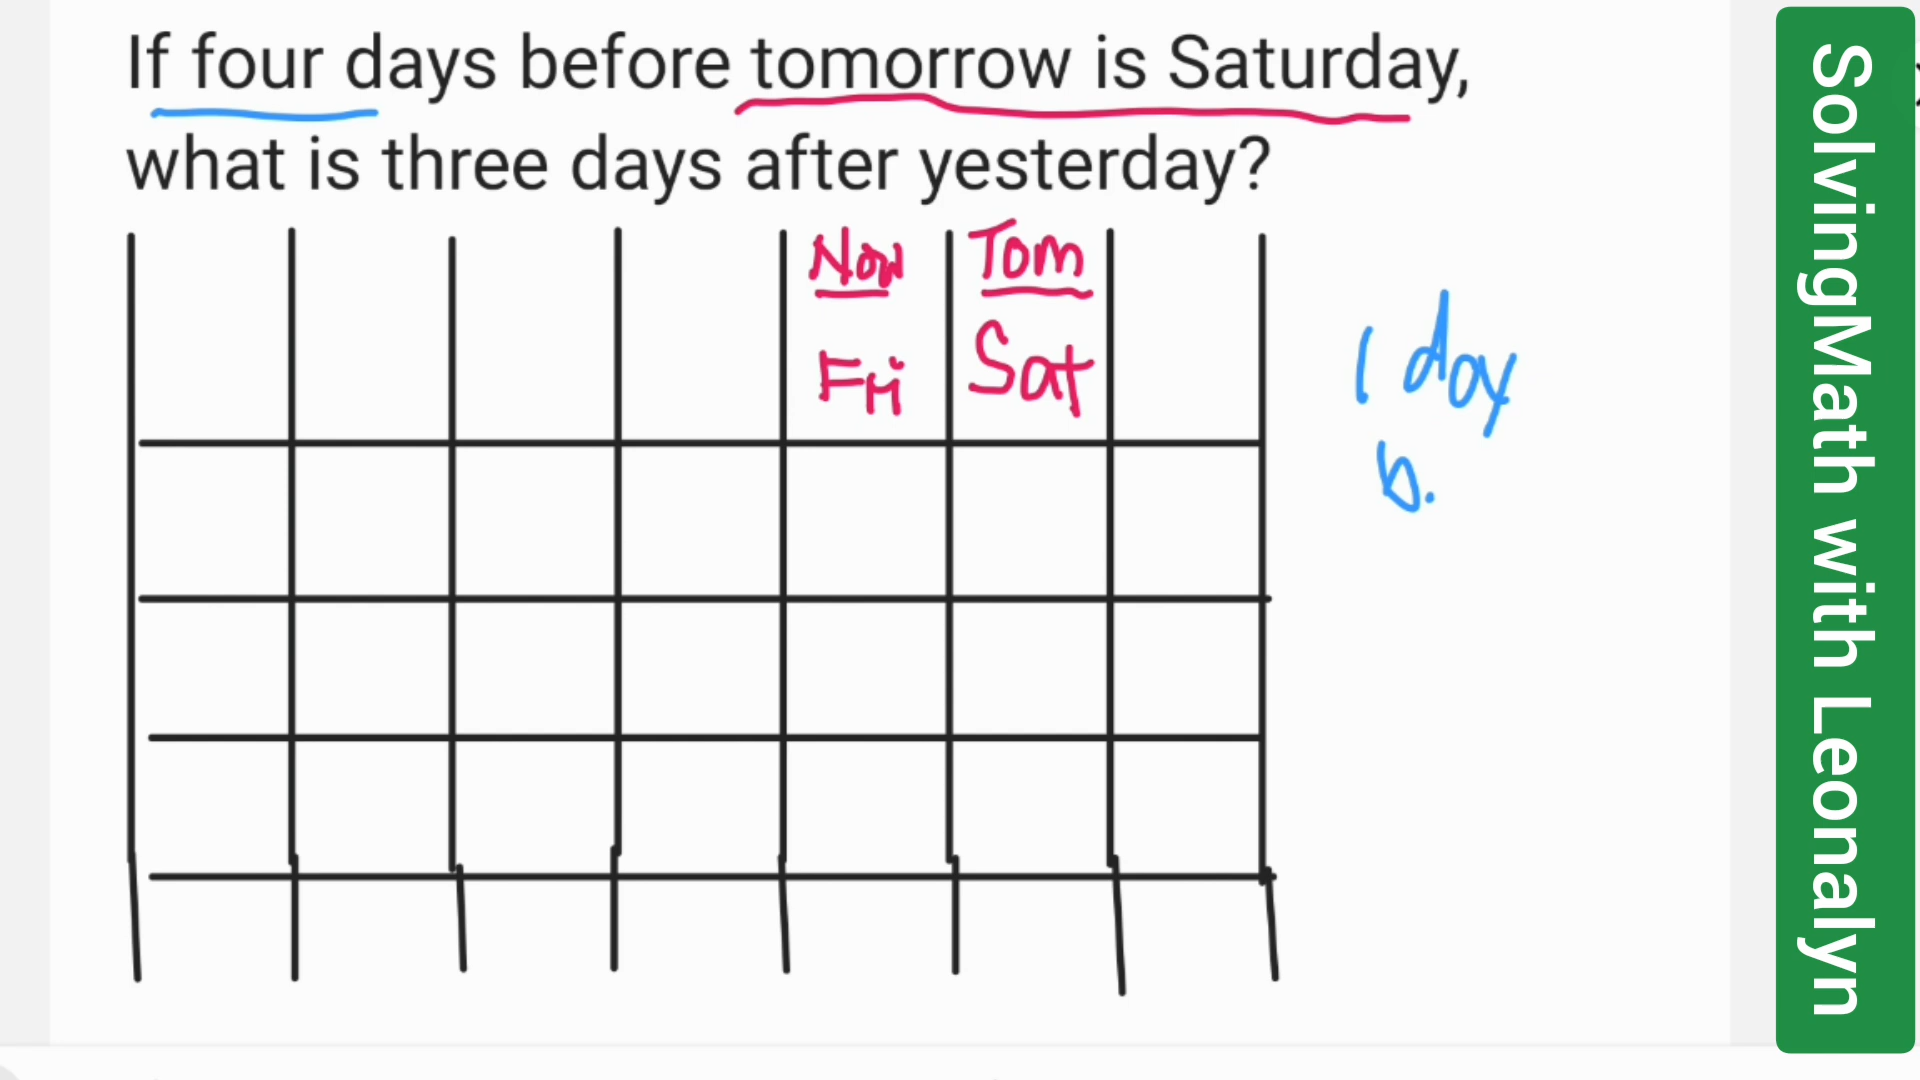 If four days before tomorrow is Saturday,
what is three days after yesterday?
Now Tom
Fri Sat
1 day
b.
SolvingMath with Leonalyn